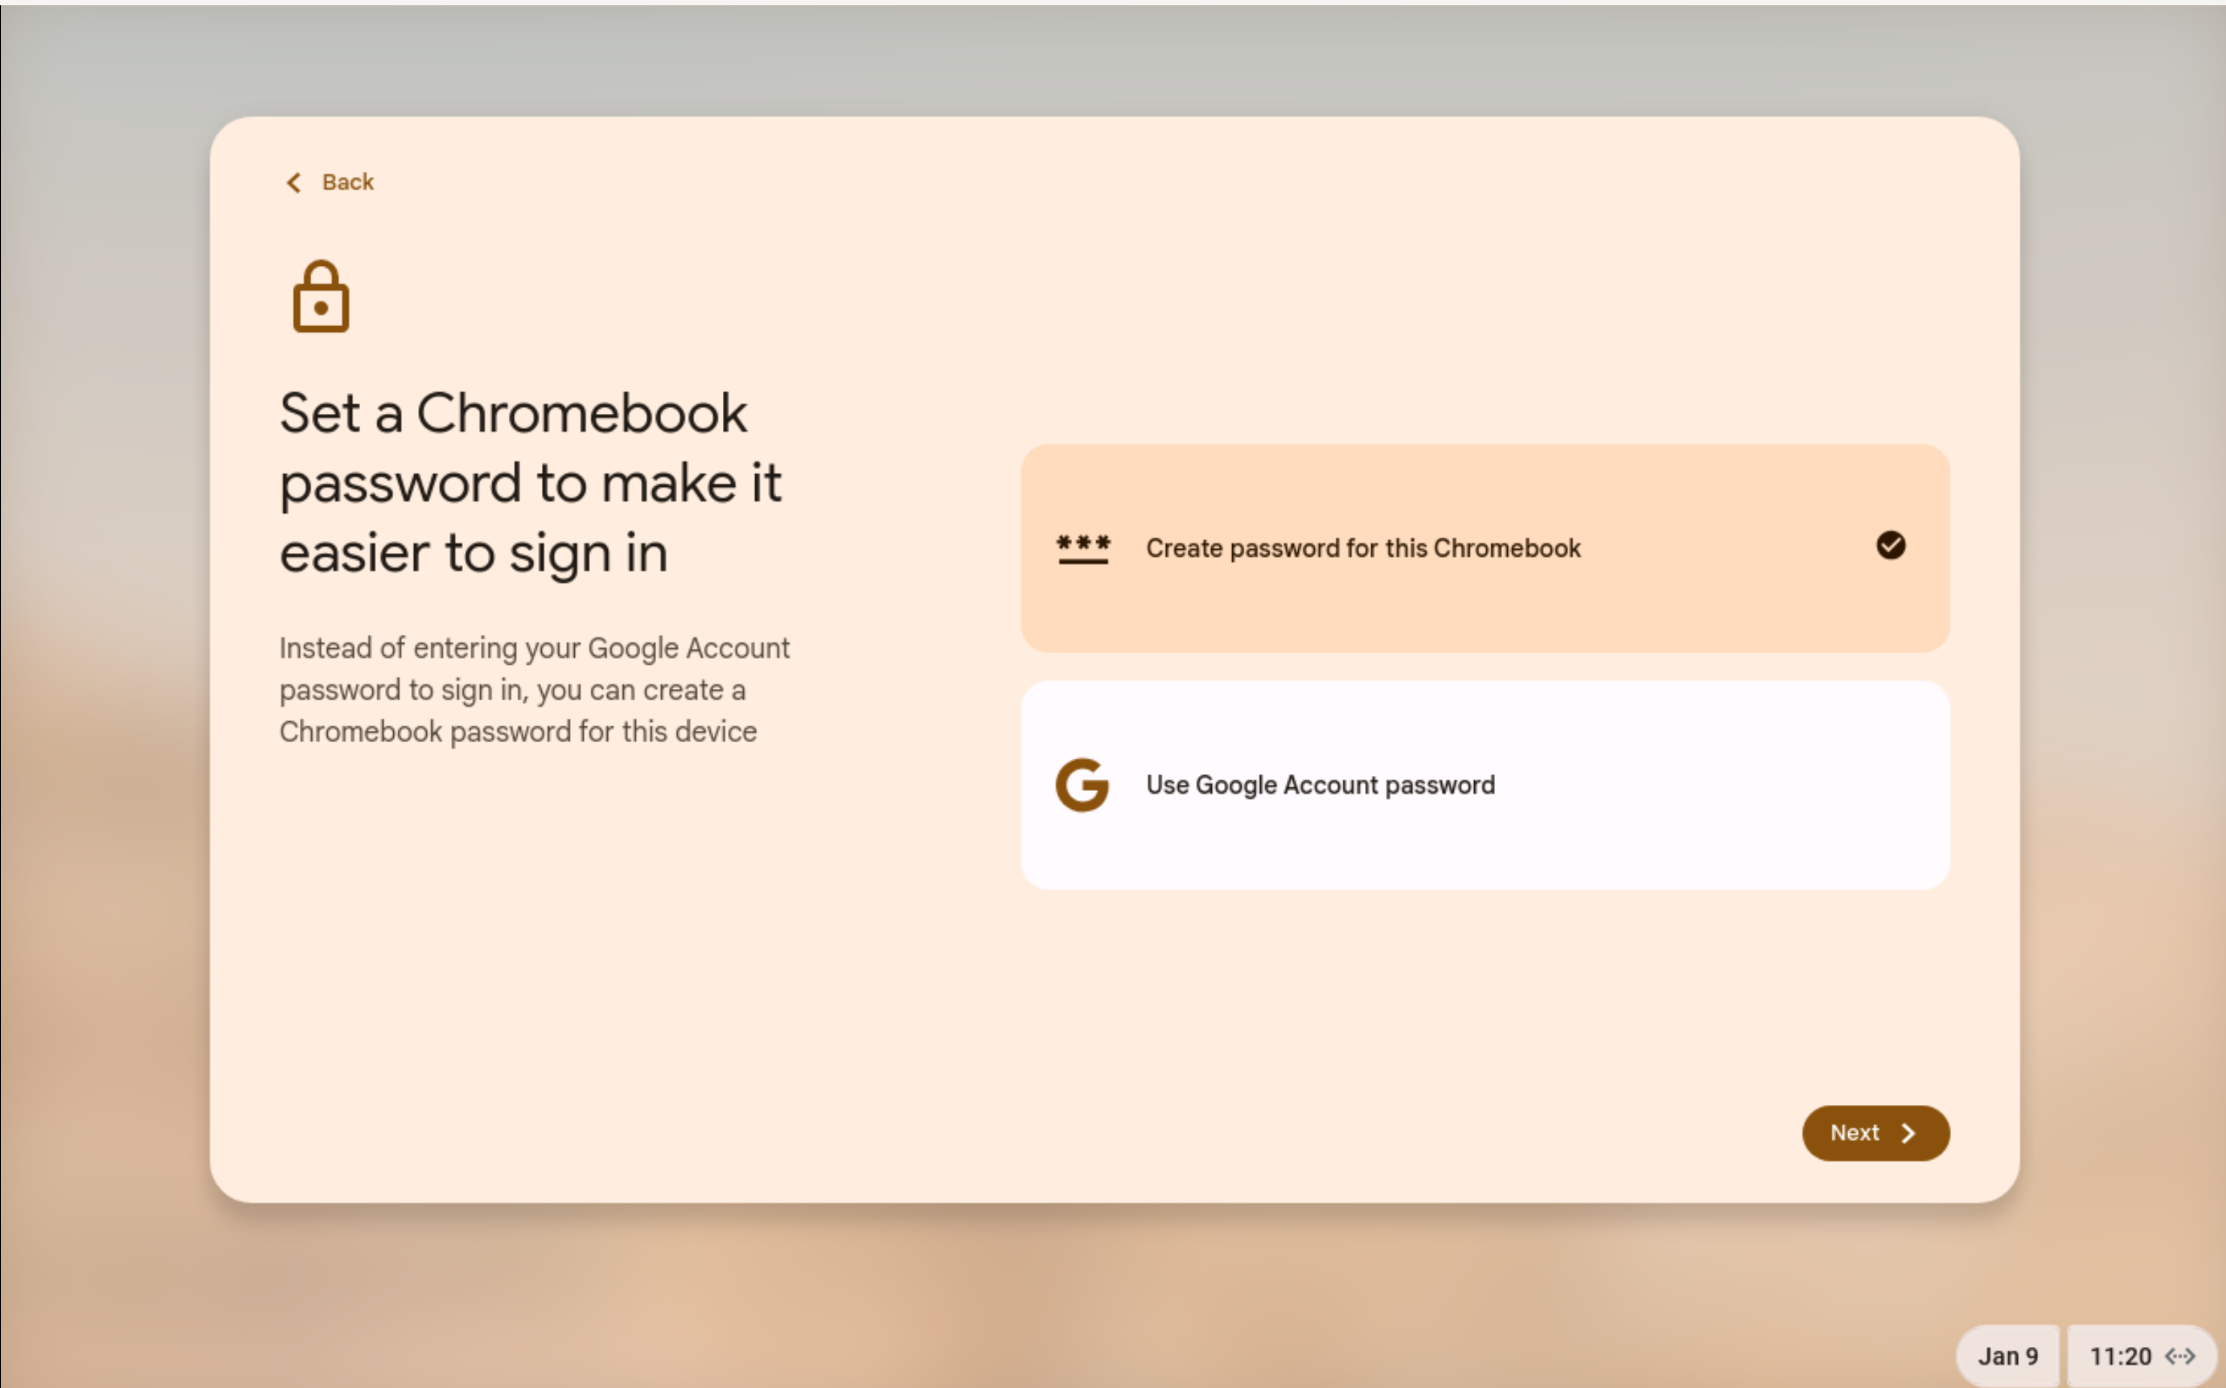 Back
Set a Chromebook
password to make it
easier to sign in
Instead of entering your Google Account
password to sign in, you can create a
Chromebook password for this device
*** Create password for this Chromebook
G Use Google Account password
Next
Jan 9 11:20